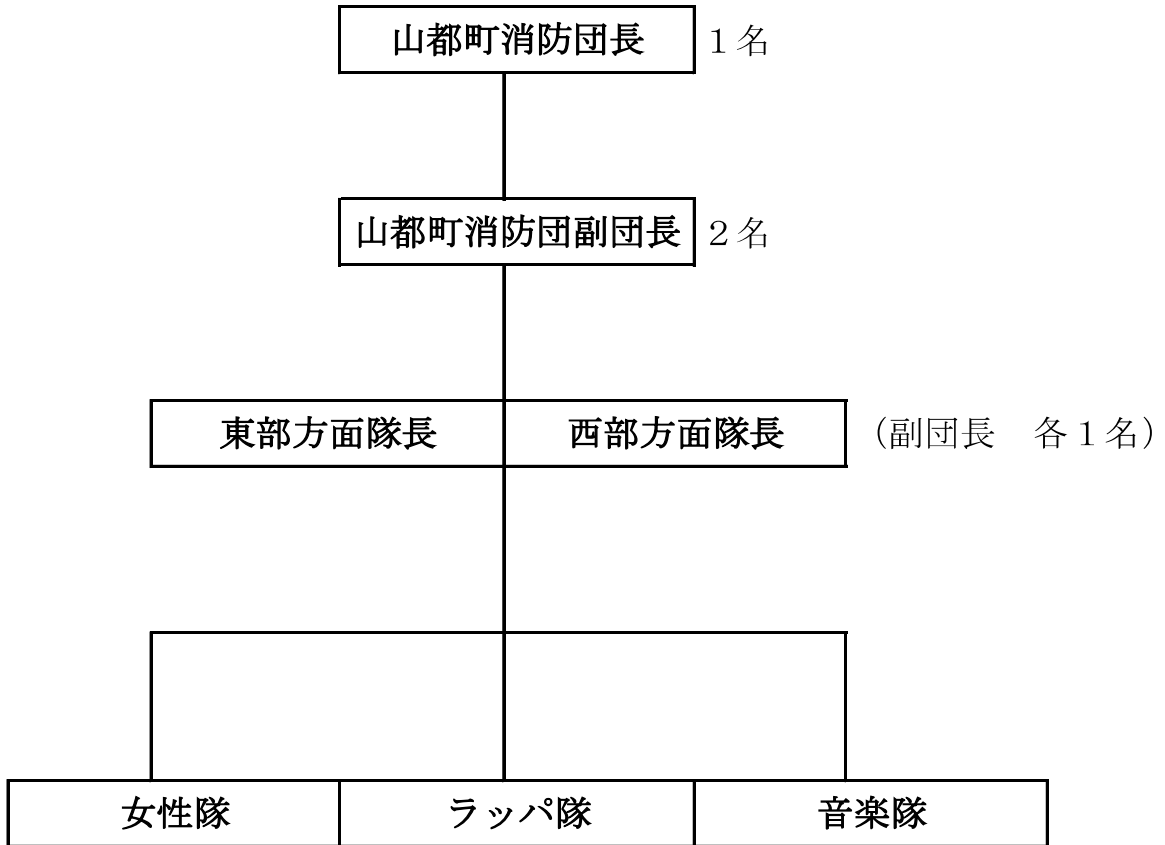 山都町消防団長 １名
山都町消防団副団長 ２名
東部方面隊長 西部方面隊長 （副団長　各１名）
女性隊 ラッパ隊 音楽隊